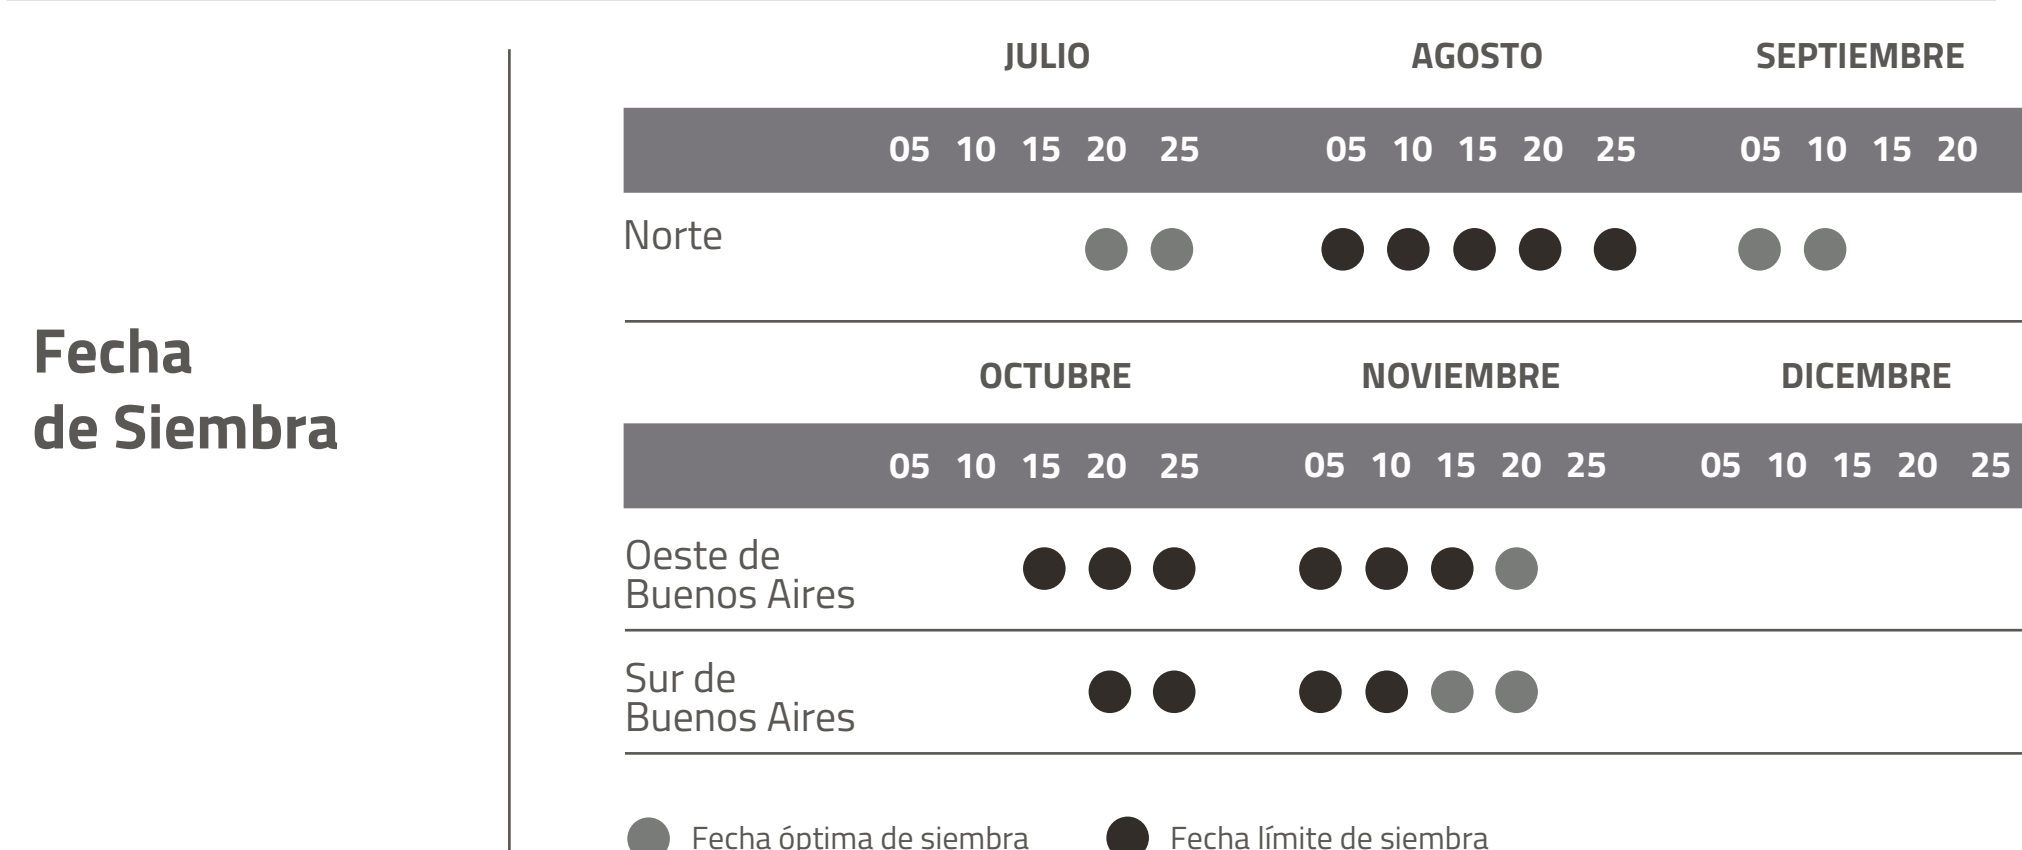 JULIO AGOSTO SEPTIEMBRE
05 10 15 20 25 05 10 15 20 25 05 10 15 20
Norte
Fecha
de Siembra
OCTUBRE NOVIEMBRE DICEMBRE
05 10 15 20 25 05 10 15 20 25 05 10 15 20 25
Oeste de
Buenos Aires
Sur de
Buenos Aires
Fecha óptima de siembra Fecha límite de siembra